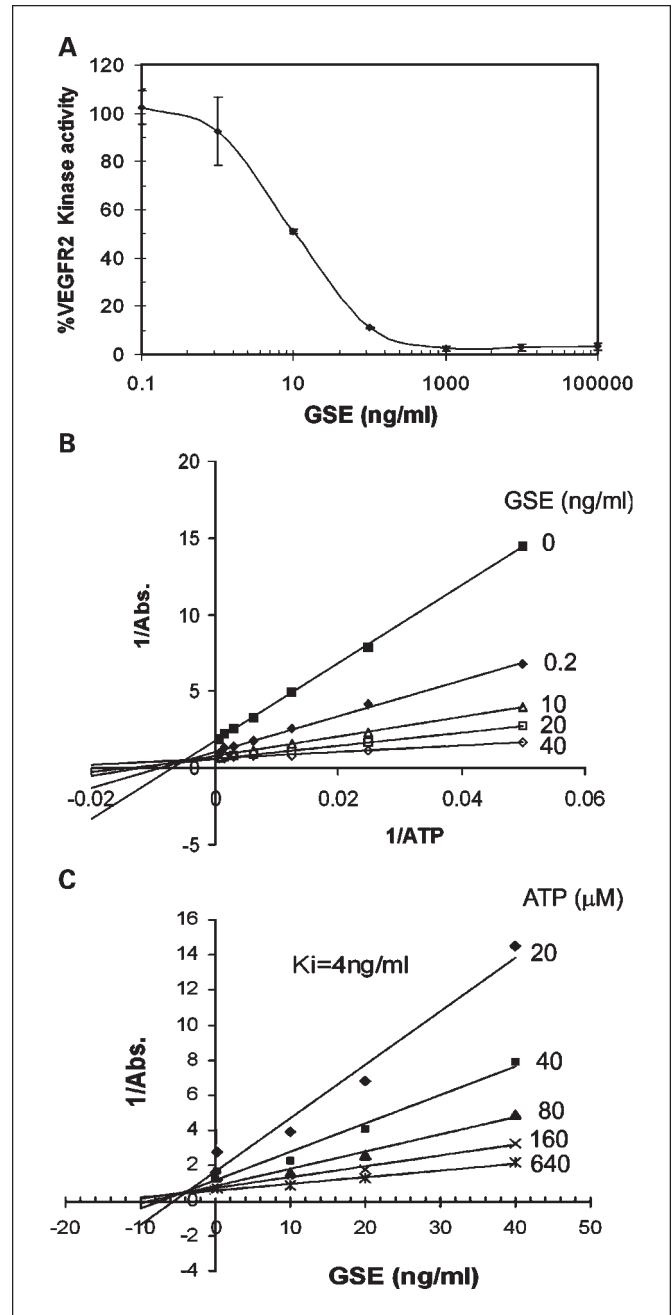 A
120
100
80
60
40
20
0
%VEGFR2 Kinase activity
0.1 10 1000 100000
GSE (ng/ml)
B
20
15
10
5
0
-5
1/Abs.
GSE (ng/ml)
0
0.2
10
20
40
-0.02 0 0.02 0.04 0.06
1/ATP
C
ATP (µM)
16
14
12
10
8
6
4
2
0
-2
-4
1/Abs.
Ki=4ng/ml
20
40
80
160
640
-20 -10 0 10 20 30 40 50
GSE (ng/ml)